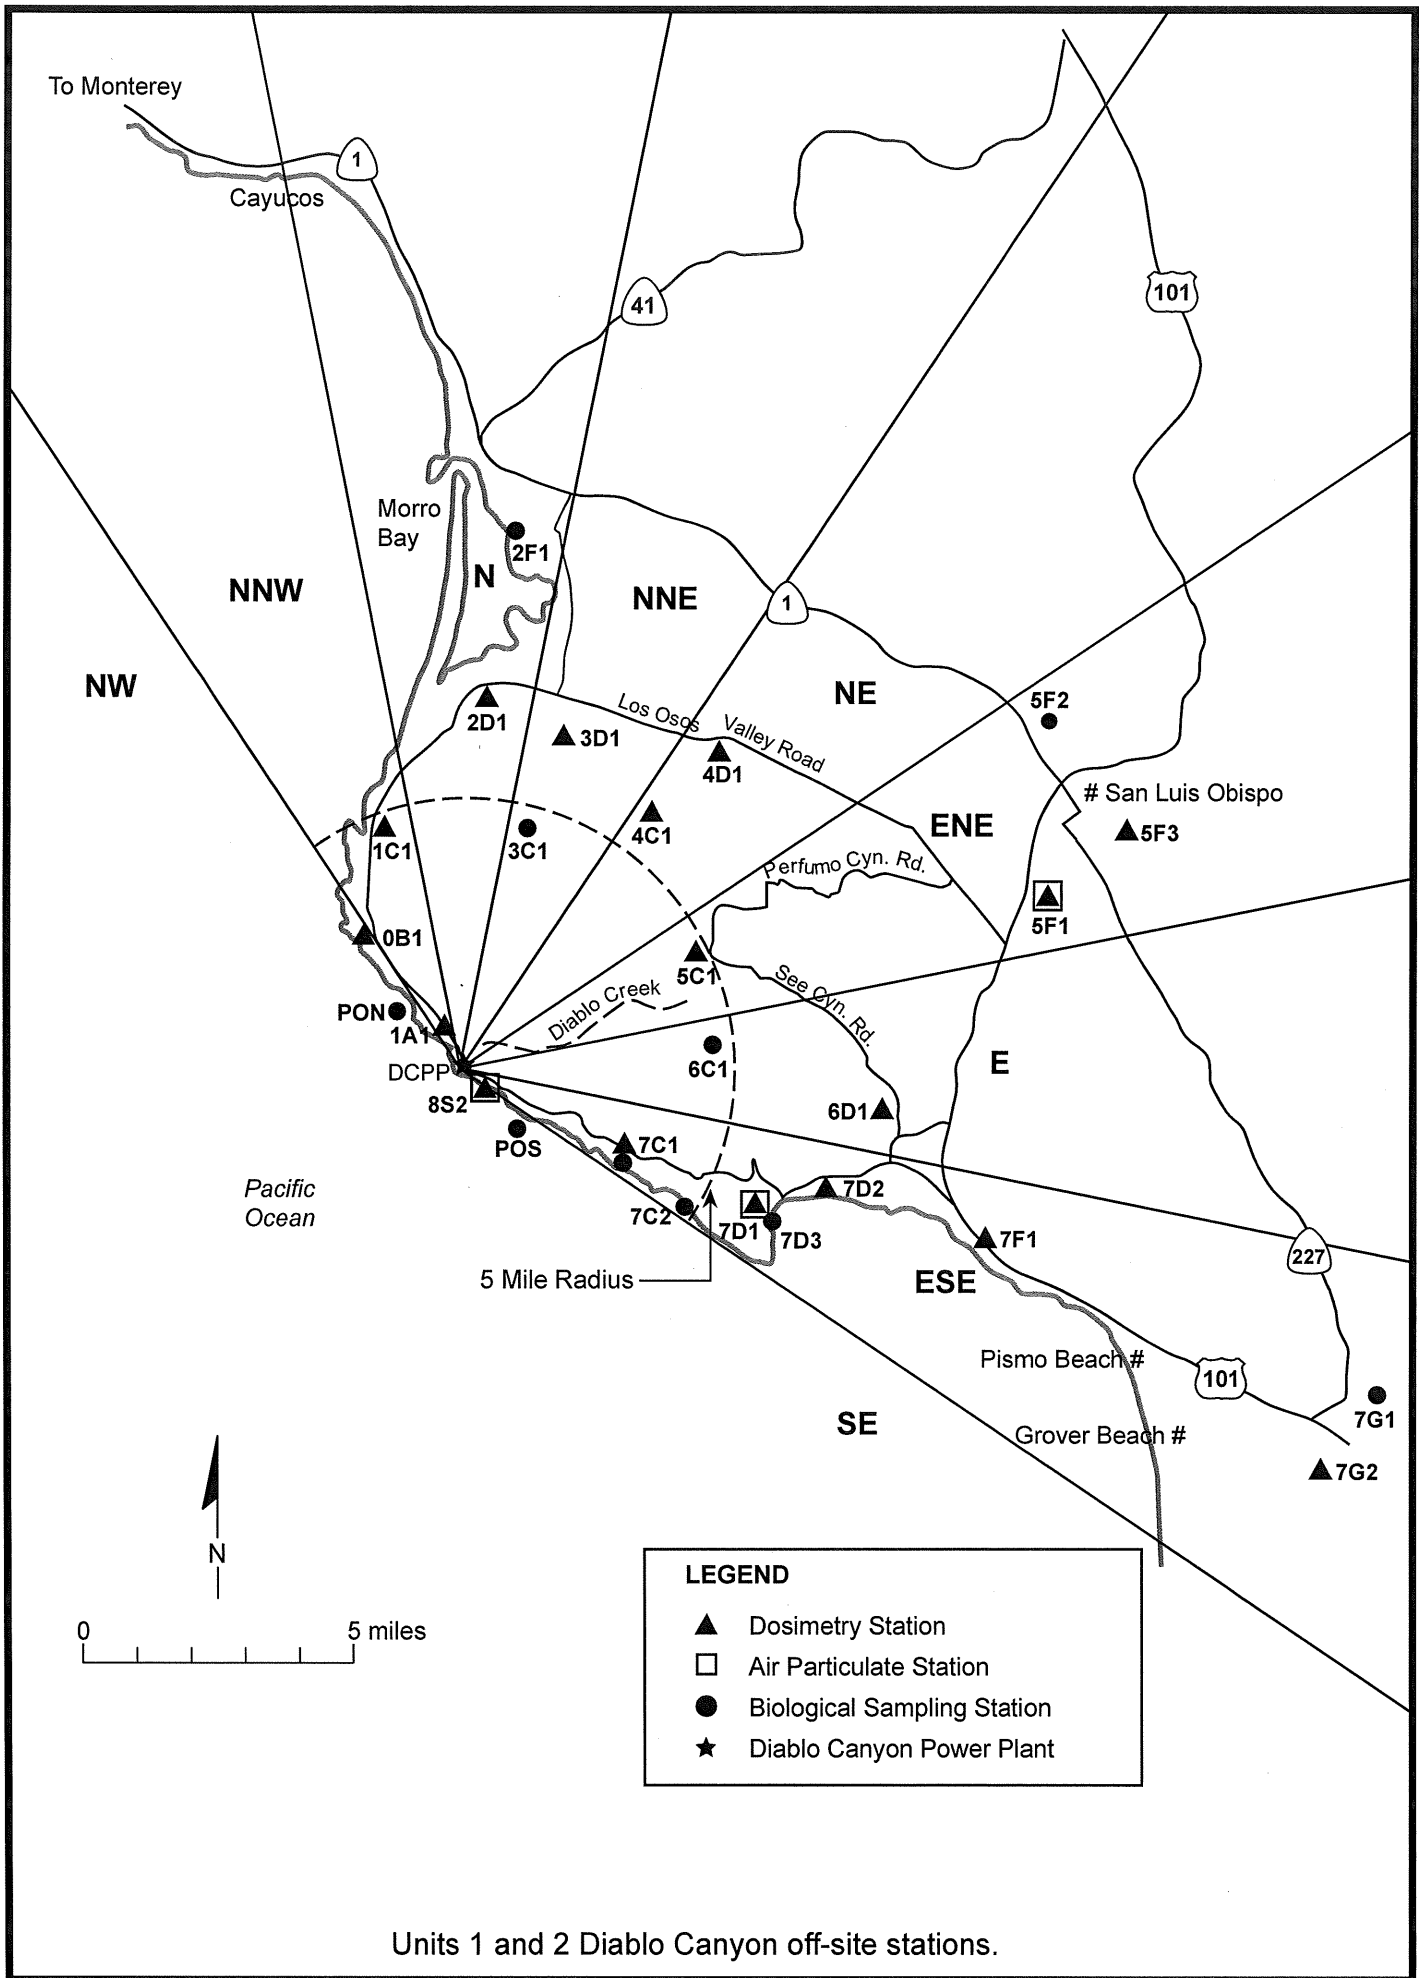 To Monterey
1
Cayucos
41
101
Morro
Bay
2F1
N
NNW
NNE
1
NW
NE
5F2
2D1
Los Osos Valley Road
3D1
4D1
# San Luis Obispo
ENE
5F3
4C1
1C1
3C1
Perfumo Cyn. Rd.
5F1
0B1
5C1
See Cyn. Rd.
Diablo Creek
PON
1A1
E
DCPP
6C1
8S2
6D1
POS
7C1
Pacific
Ocean
7D2
7C2
7D1
7D3
7F1
227
5 Mile Radius
ESE
Pismo Beach #
101
7G1
SE
Grover Beach #
7G2
N
0
5 miles
LEGEND
Dosimetry Station
Air Particulate Station
Biological Sampling Station
Diablo Canyon Power Plant
Units 1 and 2 Diablo Canyon off-site stations.